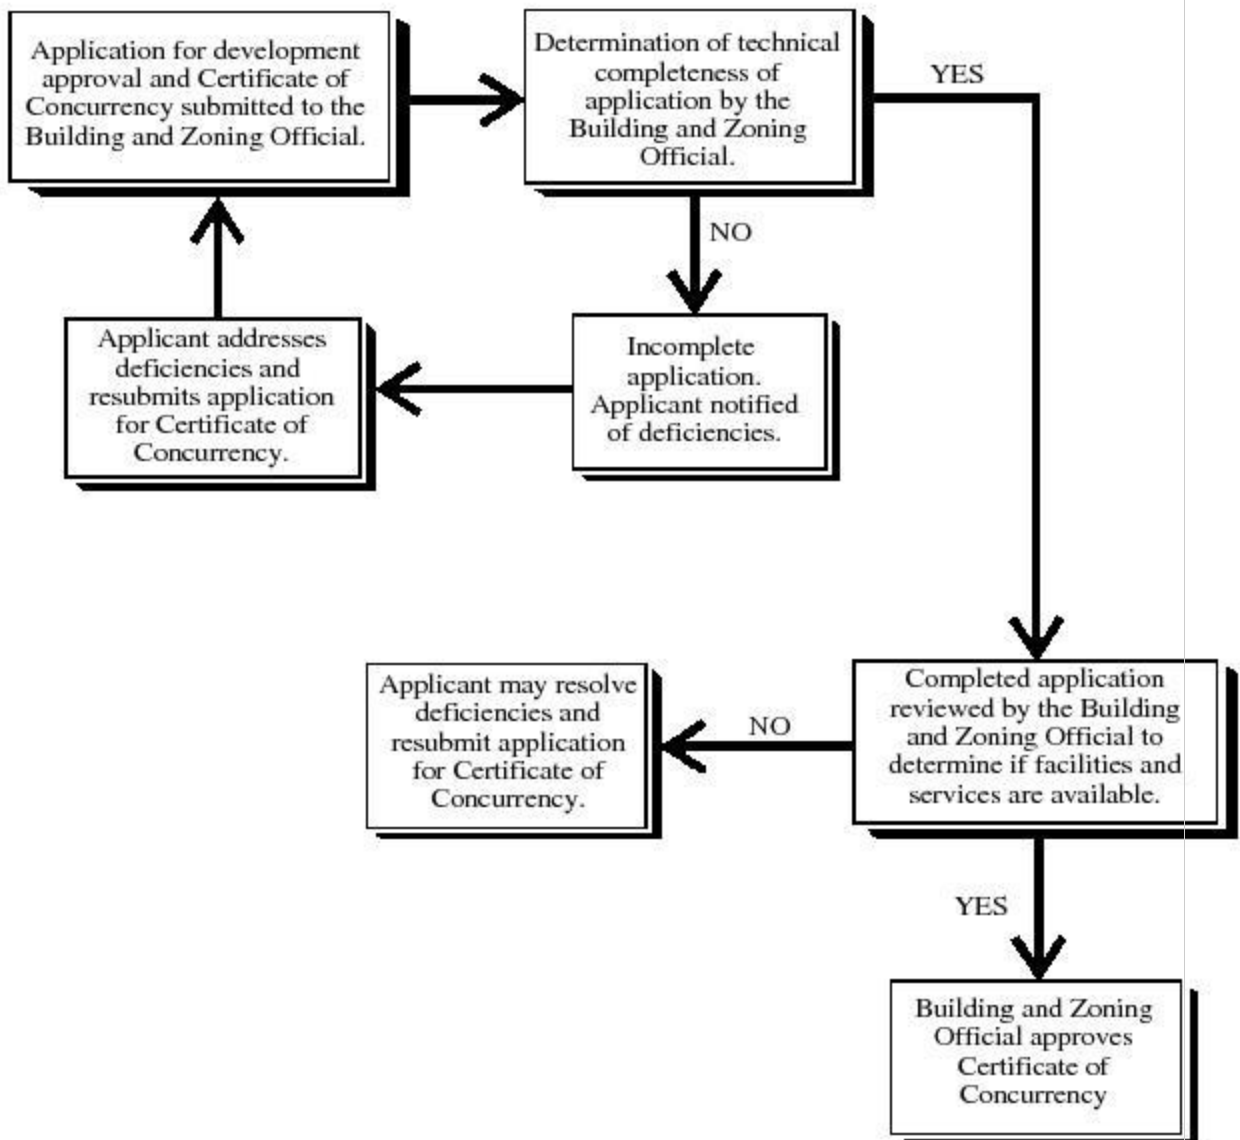 Application for development
approval and Certificate of
Concurrency submitted to the
Building and Zoning Official.
Determination of technical
completeness of
application by the
Building and Zoning
Official.
YES
NO
Incomplete
application.
Applicant notified
of deficiencies.
Applicant addresses
deficiencies and
resubmits application
for Certificate of
Concurrency.
Completed application
reviewed by the Building
and Zoning Official to
determine if facilities and
services are available.
NO
Applicant may resolve
deficiencies and
resubmit application
for Certificate of
Concurrency.
YES
Building and Zoning
Official approves
Certificate of
Concurrency